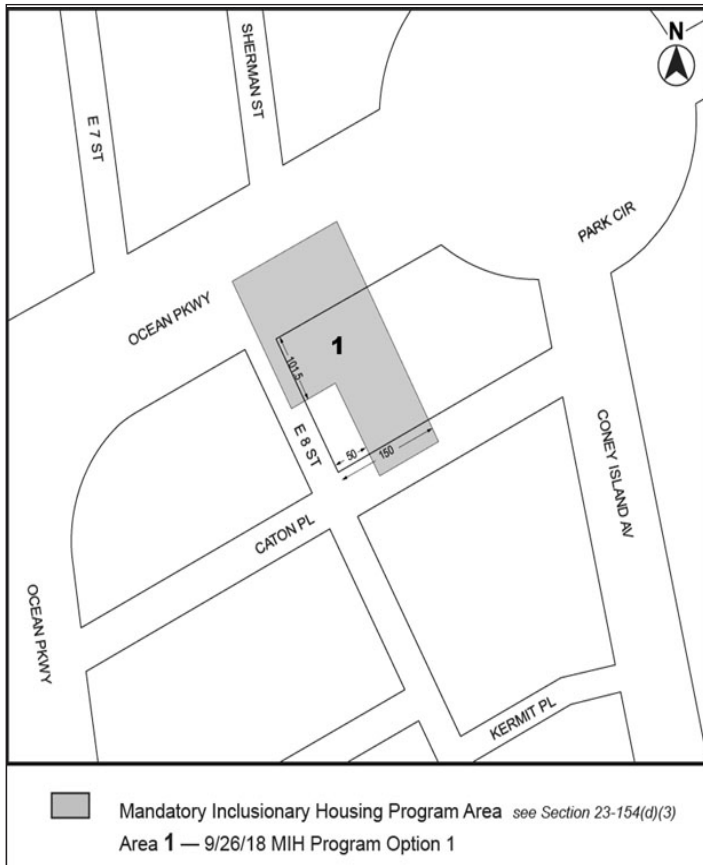 N
SHERMAN ST
E 7 ST
PARK CIR
OCEAN PKWY
1
101.5
E 8 ST
50
150
CONEY ISLAND AV
CATON PL
OCEAN PKWY
KERMIT PL
Mandatory Inclusionary Housing Program Area see Section 23-154(d)(3)
Area 1 — 9/26/18 MIH Program Option 1